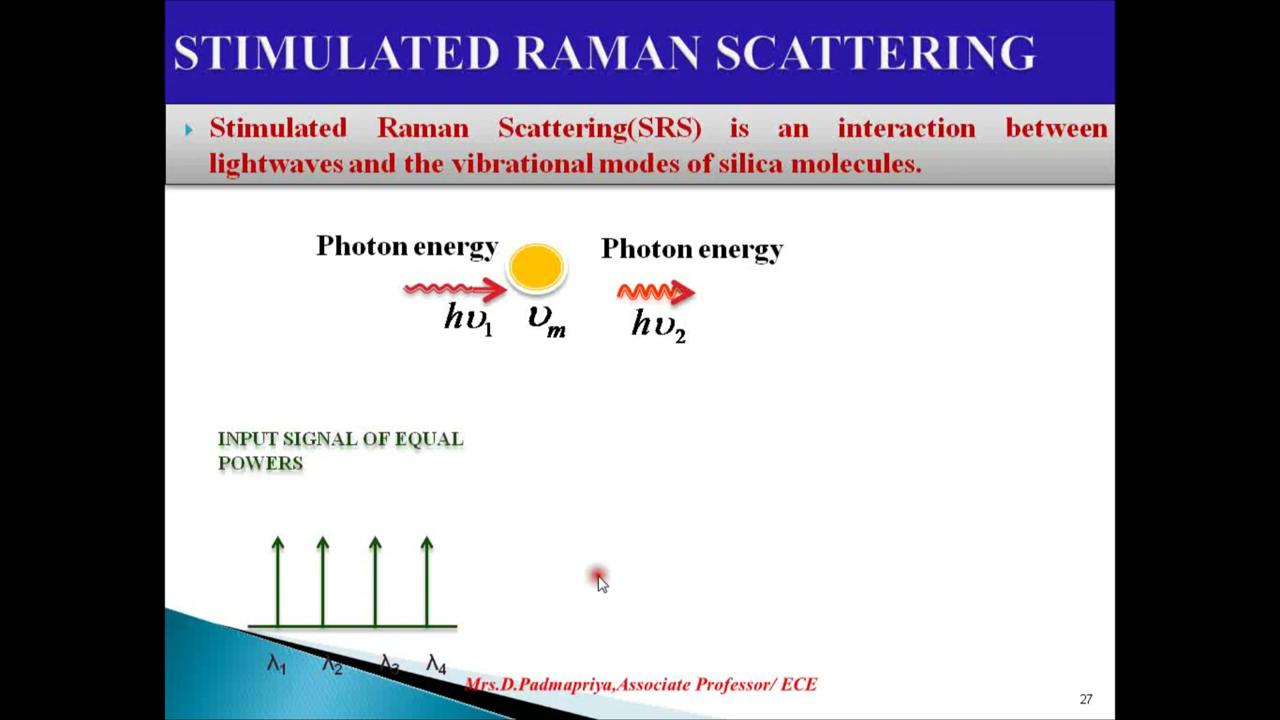 STIMULATED RAMAN SCATTERING
Stimulated Raman Scattering(SRS) is an interaction between
lightwaves and the vibrational modes of silica molecules.
Photon energy Photon energy
hυ₁ υₘ hυ₂
INPUT SIGNAL OF EQUAL
POWERS
λ₁ λ₂ λ₃ λ₄
Mrs.D.Padmapriya,Associate Professor/ ECE
27